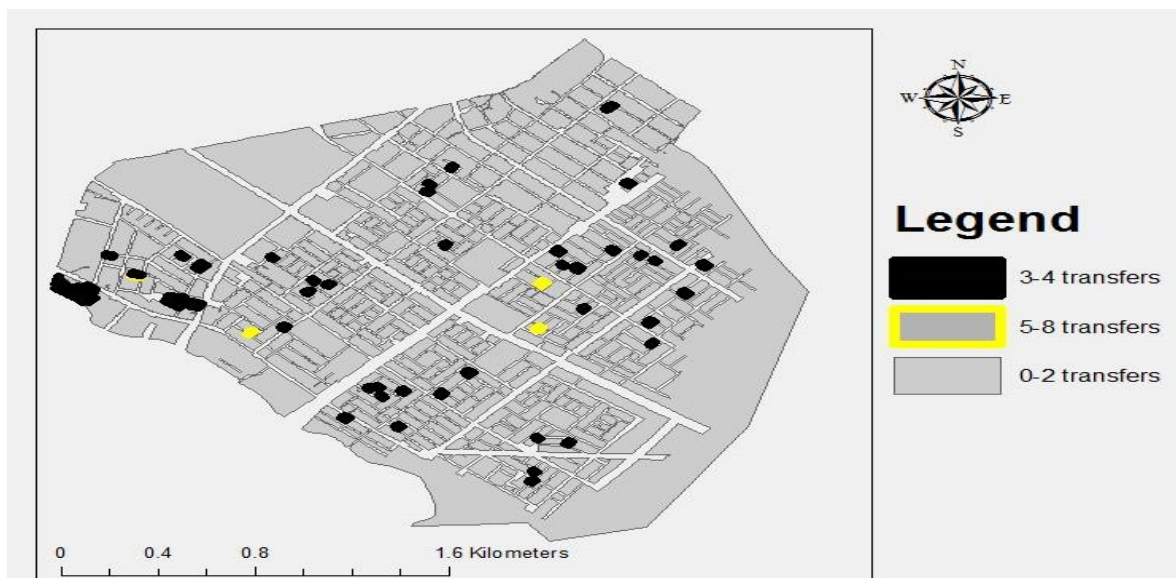 N
W E
S
Legend
3-4 transfers
5-8 transfers
0-2 transfers
0 0.4 0.8 1.6 Kilometers